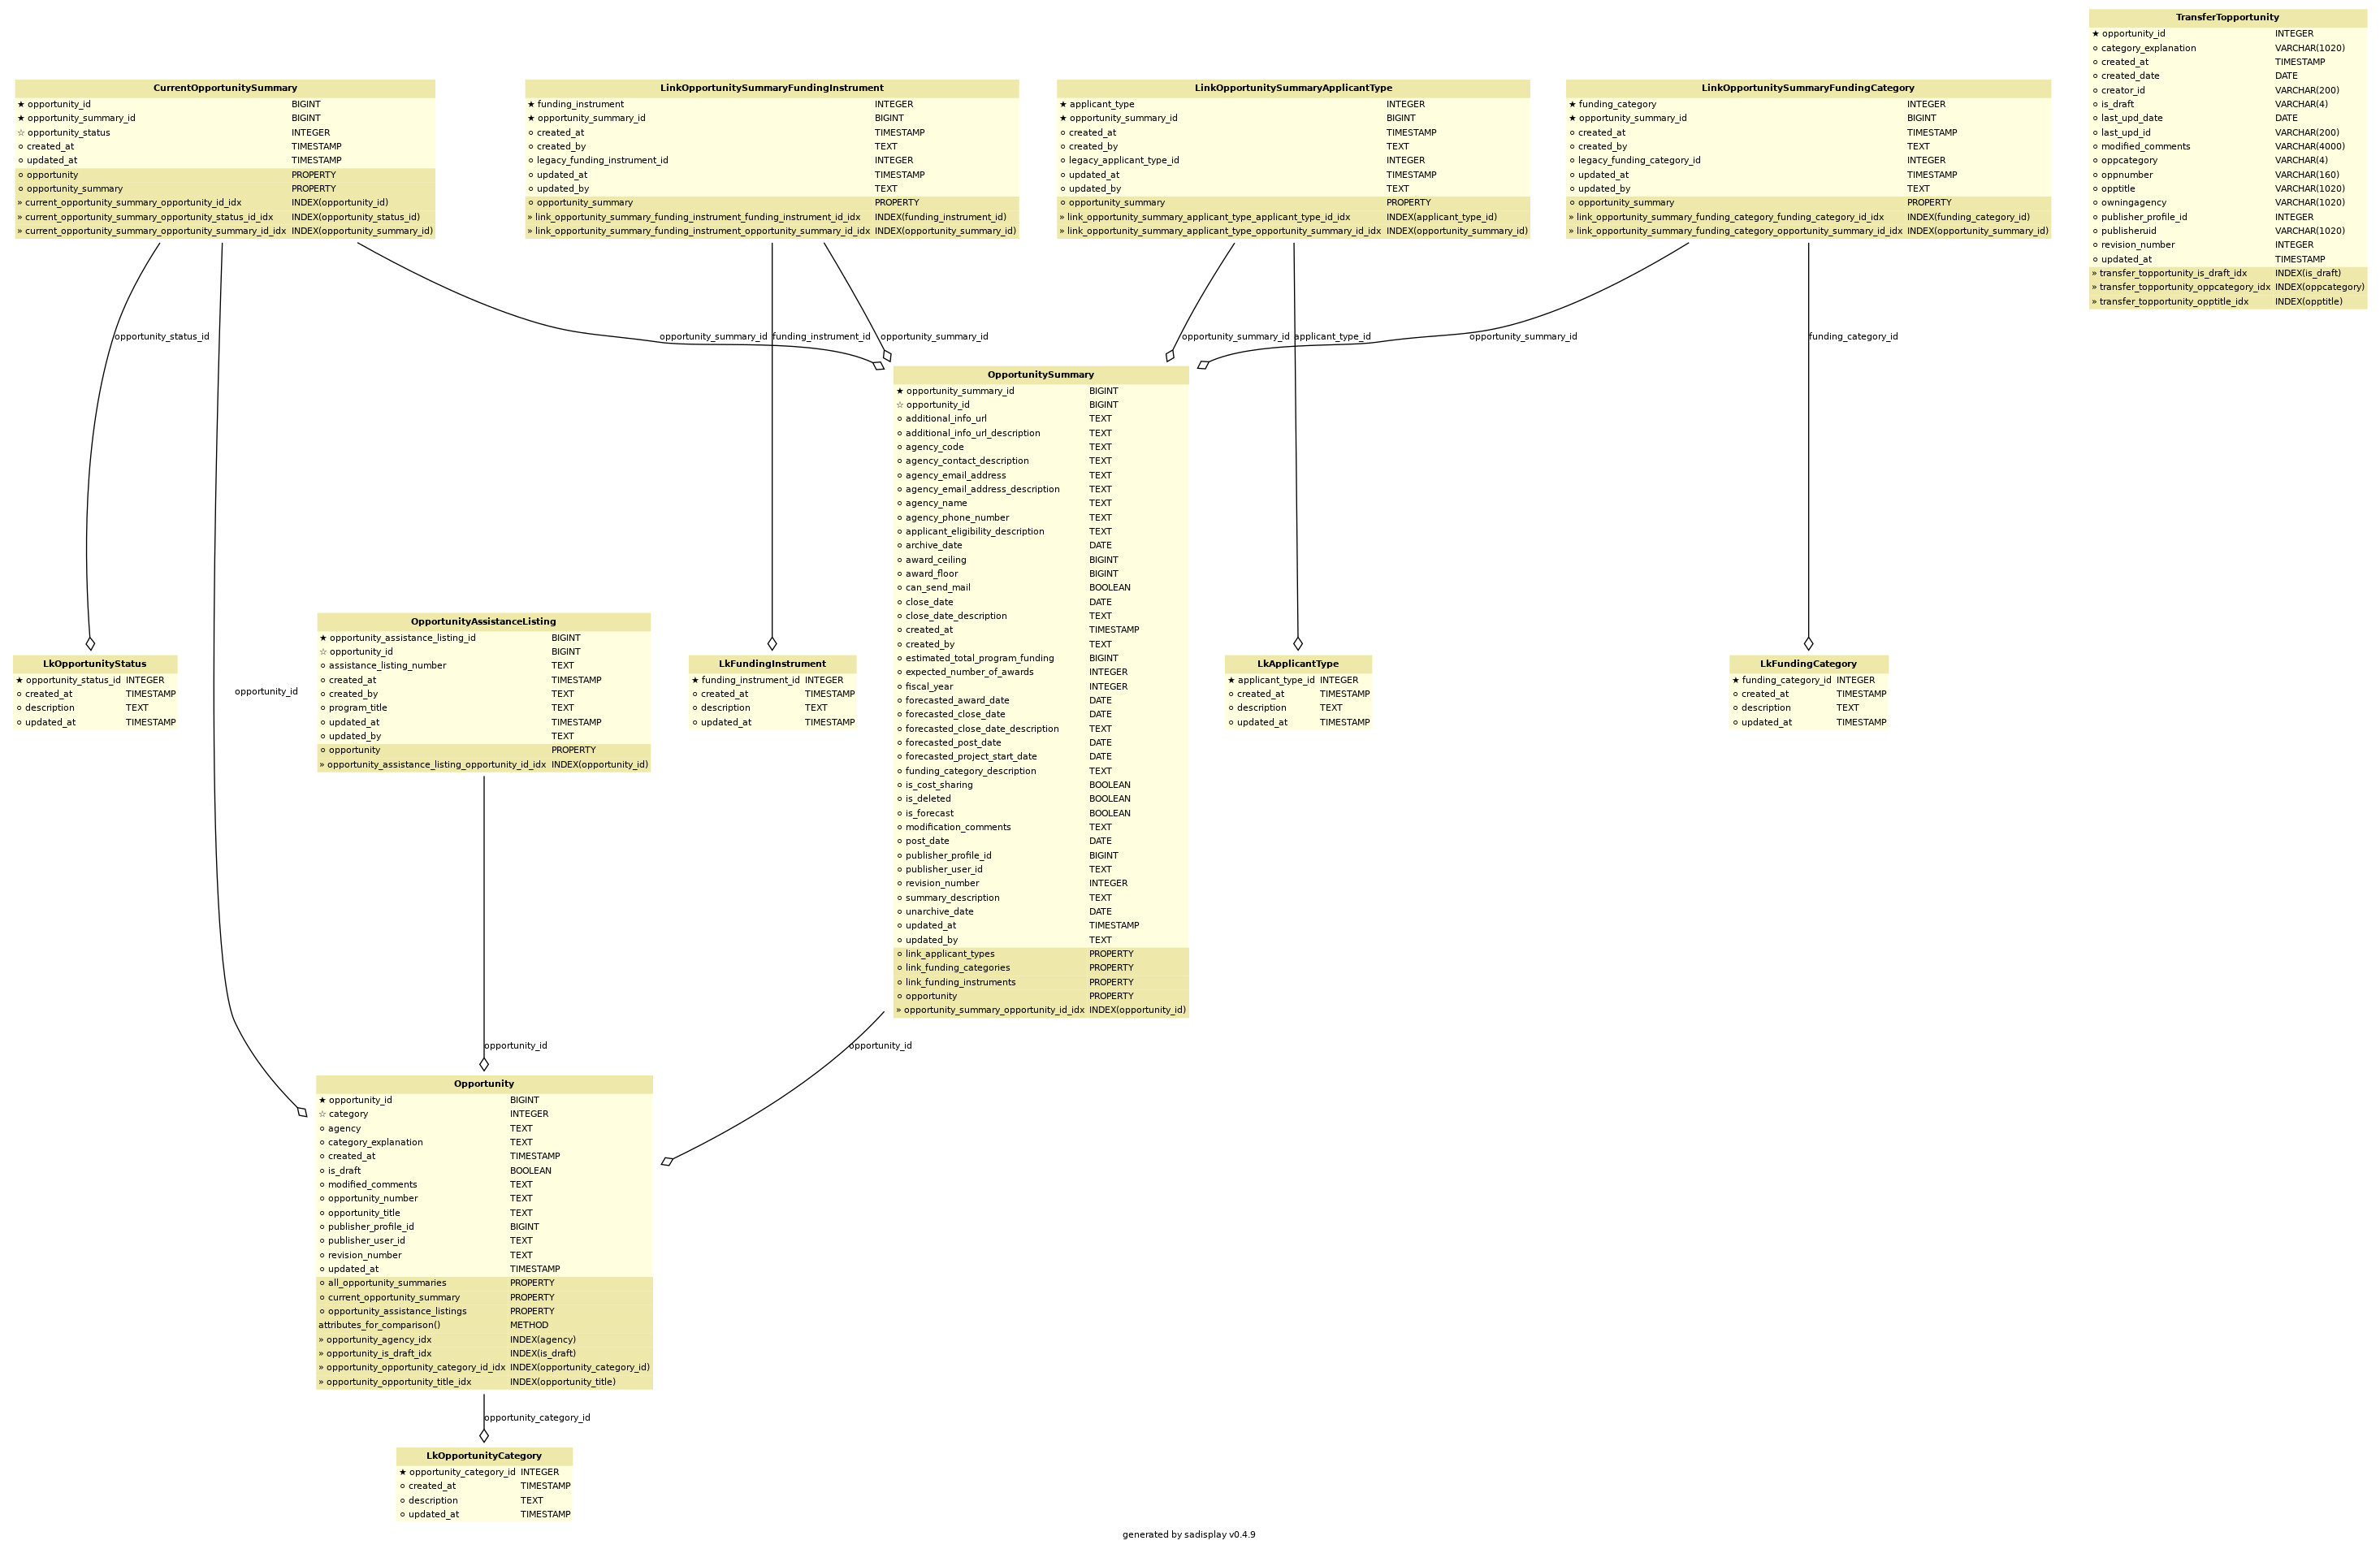 TransferTopportunity
★ opportunity_id INTEGER
○ category_explanation VARCHAR(1020)
○ created_at TIMESTAMP
○ created_date DATE
○ creator_id VARCHAR(200)
○ is_draft VARCHAR(4)
○ last_upd_date DATE
○ last_upd_id VARCHAR(200)
○ modified_comments VARCHAR(4000)
○ oppcategory VARCHAR(4)
○ oppnumber VARCHAR(160)
○ opptitle VARCHAR(1020)
○ owningagency VARCHAR(1020)
○ publisher_profile_id INTEGER
○ publisheruid VARCHAR(1020)
○ revision_number INTEGER
○ updated_at TIMESTAMP
» transfer_topportunity_is_draft_idx INDEX(is_draft)
» transfer_topportunity_oppcategory_idx INDEX(oppcategory)
» transfer_topportunity_opptitle_idx INDEX(opptitle)
CurrentOpportunitySummary
★ opportunity_id BIGINT
★ opportunity_summary_id BIGINT
☆ opportunity_status INTEGER
○ created_at TIMESTAMP
○ updated_at TIMESTAMP
○ opportunity PROPERTY
○ opportunity_summary PROPERTY
» current_opportunity_summary_opportunity_id_idx INDEX(opportunity_id)
» current_opportunity_summary_opportunity_status_id_idx INDEX(opportunity_status_id)
» current_opportunity_summary_opportunity_summary_id_idx INDEX(opportunity_summary_id)
LinkOpportunitySummaryFundingInstrument
★ funding_instrument INTEGER
★ opportunity_summary_id BIGINT
○ created_at TIMESTAMP
○ created_by TEXT
○ legacy_funding_instrument_id INTEGER
○ updated_at TIMESTAMP
○ updated_by TEXT
○ opportunity_summary PROPERTY
» link_opportunity_summary_funding_instrument_funding_instrument_id_idx INDEX(funding_instrument_id)
» link_opportunity_summary_funding_instrument_opportunity_summary_id_idx INDEX(opportunity_summary_id)
LinkOpportunitySummaryApplicantType
★ applicant_type INTEGER
★ opportunity_summary_id BIGINT
○ created_at TIMESTAMP
○ created_by TEXT
○ legacy_applicant_type_id INTEGER
○ updated_at TIMESTAMP
○ updated_by TEXT
○ opportunity_summary PROPERTY
» link_opportunity_summary_applicant_type_applicant_type_id_idx INDEX(applicant_type_id)
» link_opportunity_summary_applicant_type_opportunity_summary_id_idx INDEX(opportunity_summary_id)
LinkOpportunitySummaryFundingCategory
★ funding_category INTEGER
★ opportunity_summary_id BIGINT
○ created_at TIMESTAMP
○ created_by TEXT
○ legacy_funding_category_id INTEGER
○ updated_at TIMESTAMP
○ updated_by TEXT
○ opportunity_summary PROPERTY
» link_opportunity_summary_funding_category_funding_category_id_idx INDEX(funding_category_id)
» link_opportunity_summary_funding_category_opportunity_summary_id_idx INDEX(opportunity_summary_id)
opportunity_status_id
opportunity_summary_id
funding_instrument_id
opportunity_summary_id
opportunity_summary_id
applicant_type_id
opportunity_summary_id
funding_category_id
OpportunitySummary
★ opportunity_summary_id BIGINT
☆ opportunity_id BIGINT
○ additional_info_url TEXT
○ additional_info_url_description TEXT
○ agency_code TEXT
○ agency_contact_description TEXT
○ agency_email_address TEXT
○ agency_email_address_description TEXT
○ agency_name TEXT
○ agency_phone_number TEXT
○ applicant_eligibility_description TEXT
○ archive_date DATE
○ award_ceiling BIGINT
○ award_floor BIGINT
○ can_send_mail BOOLEAN
○ close_date DATE
○ close_date_description TEXT
○ created_at TIMESTAMP
○ created_by TEXT
○ estimated_total_program_funding BIGINT
○ expected_number_of_awards INTEGER
○ fiscal_year INTEGER
○ forecasted_award_date DATE
○ forecasted_close_date DATE
○ forecasted_close_date_description TEXT
○ forecasted_post_date DATE
○ forecasted_project_start_date DATE
○ funding_category_description TEXT
○ is_cost_sharing BOOLEAN
○ is_deleted BOOLEAN
○ is_forecast BOOLEAN
○ modification_comments TEXT
○ post_date DATE
○ publisher_profile_id BIGINT
○ publisher_user_id TEXT
○ revision_number INTEGER
○ summary_description TEXT
○ unarchive_date DATE
○ updated_at TIMESTAMP
○ updated_by TEXT
○ link_applicant_types PROPERTY
○ link_funding_categories PROPERTY
○ link_funding_instruments PROPERTY
○ opportunity PROPERTY
» opportunity_summary_opportunity_id_idx INDEX(opportunity_id)
LkOpportunityStatus
★ opportunity_status_id INTEGER
○ created_at TIMESTAMP
○ description TEXT
○ updated_at TIMESTAMP
opportunity_id
OpportunityAssistanceListing
★ opportunity_assistance_listing_id BIGINT
☆ opportunity_id BIGINT
○ assistance_listing_number TEXT
○ created_at TIMESTAMP
○ created_by TEXT
○ program_title TEXT
○ updated_at TIMESTAMP
○ updated_by TEXT
○ opportunity PROPERTY
» opportunity_assistance_listing_opportunity_id_idx INDEX(opportunity_id)
LkFundingInstrument
★ funding_instrument_id INTEGER
○ created_at TIMESTAMP
○ description TEXT
○ updated_at TIMESTAMP
LkApplicantType
★ applicant_type_id INTEGER
○ created_at TIMESTAMP
○ description TEXT
○ updated_at TIMESTAMP
LkFundingCategory
★ funding_category_id INTEGER
○ created_at TIMESTAMP
○ description TEXT
○ updated_at TIMESTAMP
opportunity_id
opportunity_id
Opportunity
★ opportunity_id BIGINT
☆ category INTEGER
○ agency TEXT
○ category_explanation TEXT
○ created_at TIMESTAMP
○ is_draft BOOLEAN
○ modified_comments TEXT
○ opportunity_number TEXT
○ opportunity_title TEXT
○ publisher_profile_id BIGINT
○ publisher_user_id TEXT
○ revision_number TEXT
○ updated_at TIMESTAMP
○ all_opportunity_summaries PROPERTY
○ current_opportunity_summary PROPERTY
○ opportunity_assistance_listings PROPERTY
attributes_for_comparison() METHOD
» opportunity_agency_idx INDEX(agency)
» opportunity_is_draft_idx INDEX(is_draft)
» opportunity_opportunity_category_id_idx INDEX(opportunity_category_id)
» opportunity_opportunity_title_idx INDEX(opportunity_title)
opportunity_category_id
LkOpportunityCategory
★ opportunity_category_id INTEGER
○ created_at TIMESTAMP
○ description TEXT
○ updated_at TIMESTAMP
generated by sadisplay v0.4.9